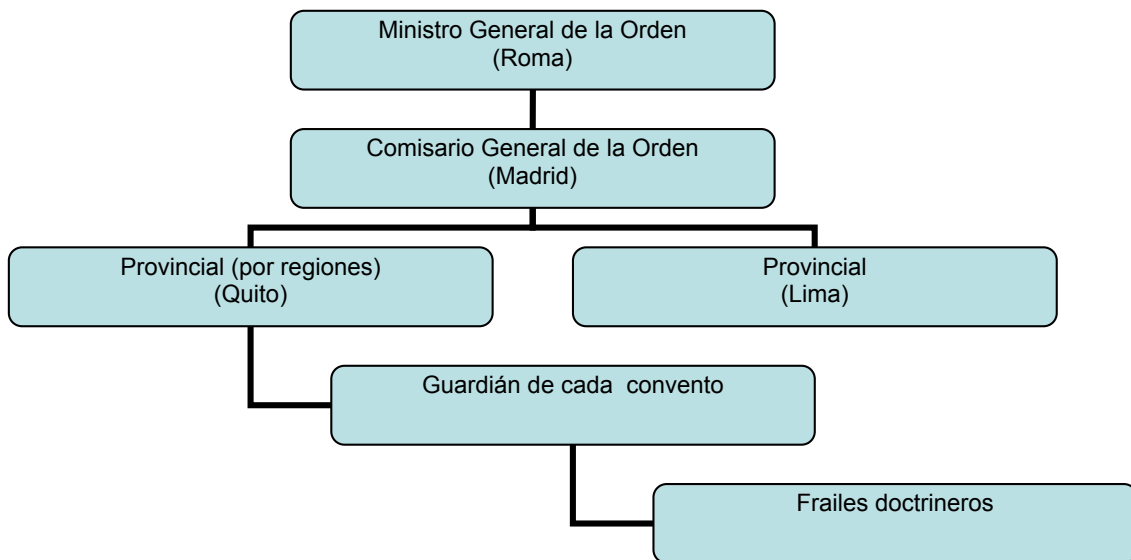 Ministro General de la Orden
(Roma)
Comisario General de la Orden
(Madrid)
Provincial (por regiones)
(Quito)
Provincial
(Lima)
Guardián de cada  convento
Frailes doctrineros